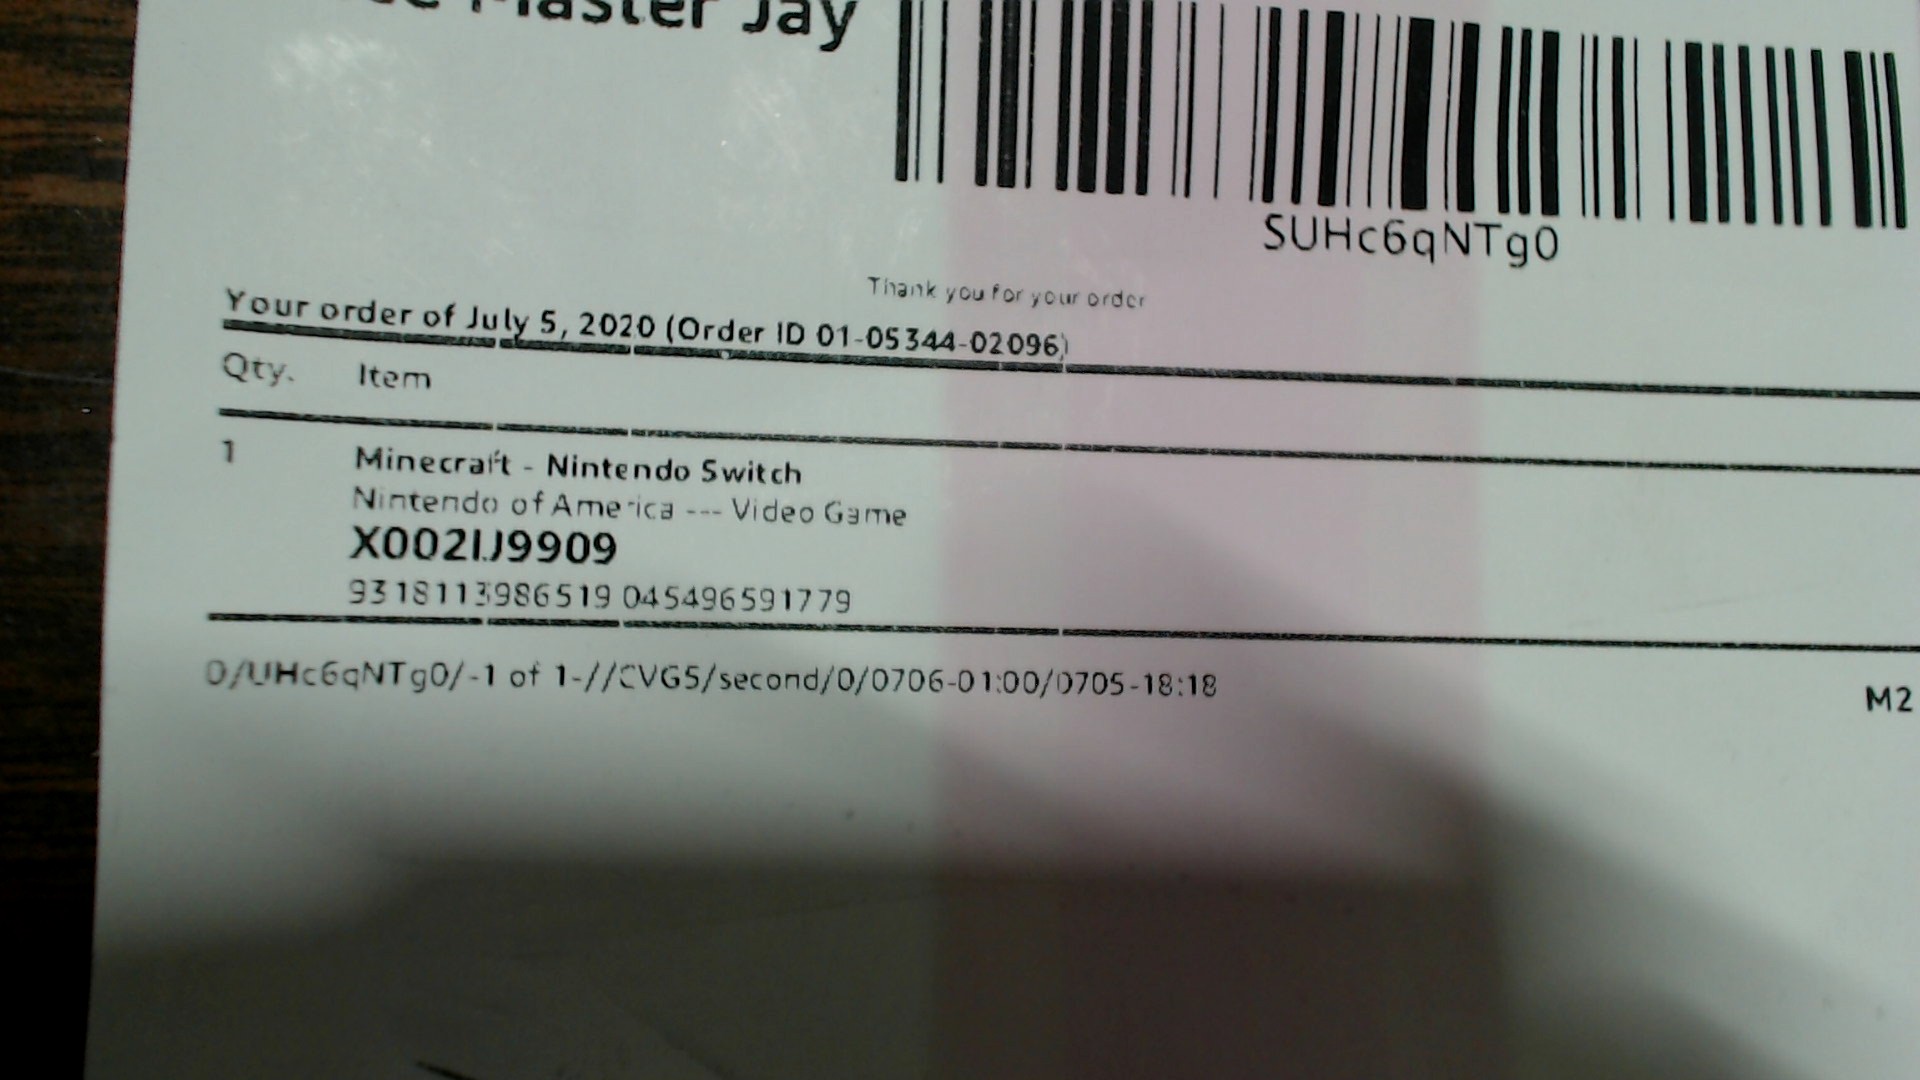 Master Jay
SUHc6qNTg0
Thank you for your order
Your order of July 5, 2020 (Order ID 01-05344-02096)
Qty. Item
1 Minecraft - Nintendo Switch
Nintendo of America --- Video Game
X002IJ9909
9318113986519 045496591779
0/UHc6qNTg0/-1 of 1-//CVG5/second/0/0706-01:00/0705-18:18
M2